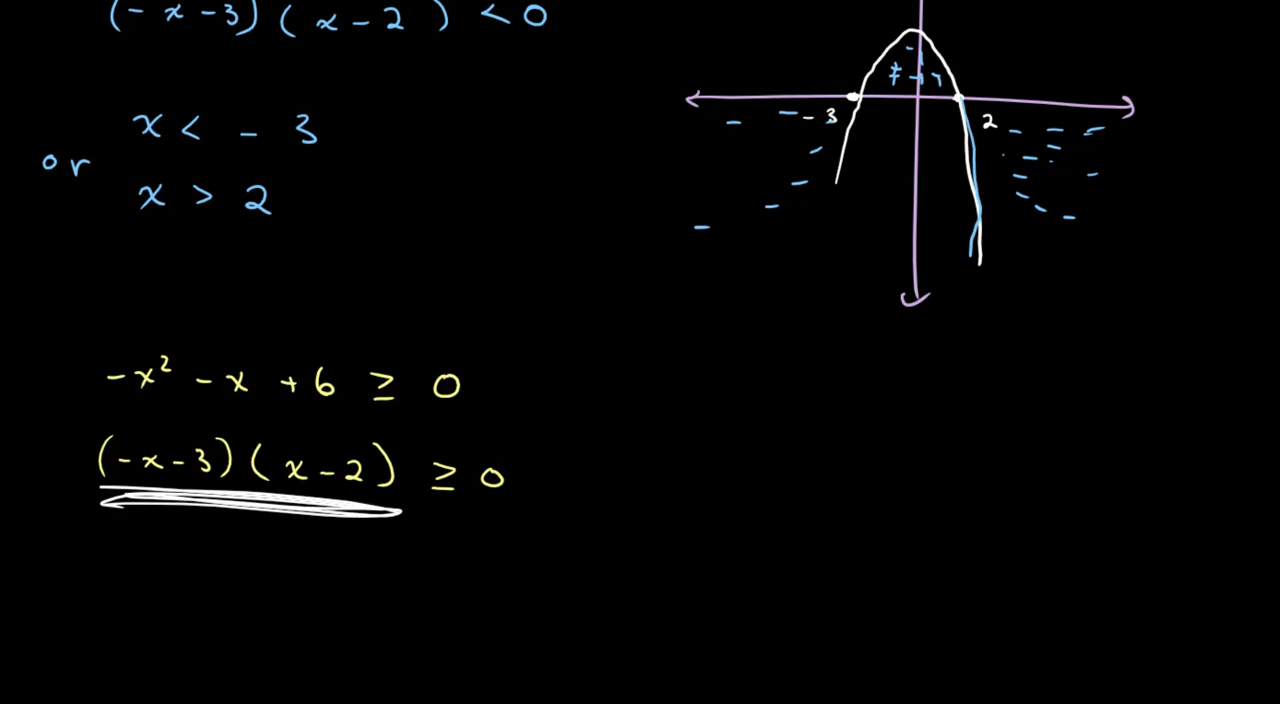 (-x-3)(x-2) < 0
x < -3
or
x > 2
-3
2
-x² - x + 6 ≥ 0
(-x-3)(x-2) ≥ 0